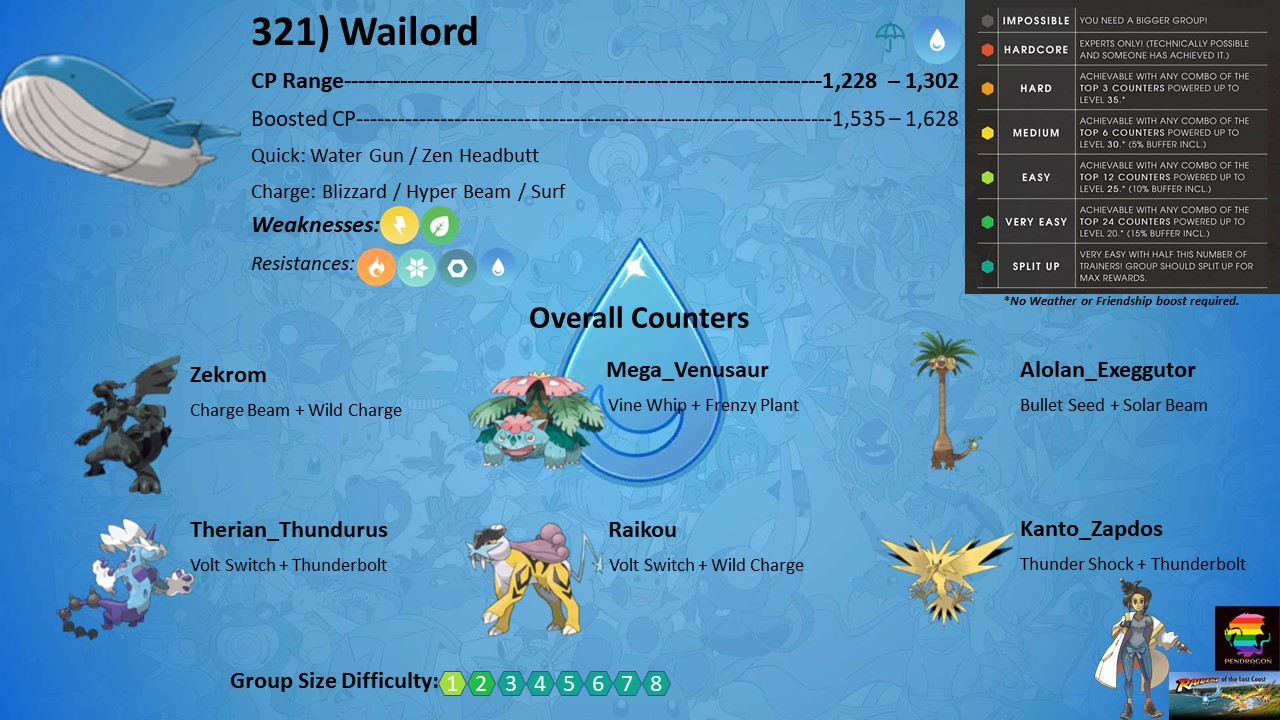 321) Wailord
CP Range------------------------------------------------------------------------1,228 – 1,302
Boosted CP------------------------------------------------------------------------1,535 – 1,628
Quick: Water Gun / Zen Headbutt
Charge: Blizzard / Hyper Beam / Surf
Weaknesses:
Resistances:
IMPOSSIBLE YOU NEED A BIGGER GROUP!
HARDCORE EXPERTS ONLY! (TECHNICALLY POSSIBLE
AND SOMEONE HAS ACHIEVED IT.)
HARD ACHIEVABLE WITH ANY COMBO OF THE
TOP 3 COUNTERS POWERED UP TO
LEVEL 35.*
MEDIUM ACHIEVABLE WITH ANY COMBO OF THE
TOP 6 COUNTERS POWERED UP TO
LEVEL 30.* (5% BUFFER INCL.)
EASY ACHIEVABLE WITH ANY COMBO OF THE
TOP 12 COUNTERS POWERED UP TO
LEVEL 25.* (10% BUFFER INCL.)
VERY EASY ACHIEVABLE WITH ANY COMBO OF THE
TOP 24 COUNTERS POWERED UP TO
LEVEL 20.* (15% BUFFER INCL.)
SPLIT UP VERY EASY WITH HALF THIS NUMBER OF
TRAINERS! GROUP SHOULD SPLIT UP FOR
MAX REWARDS.
*No Weather or Friendship boost required.
Overall Counters
Zekrom
Charge Beam + Wild Charge
Mega_Venusaur
Vine Whip + Frenzy Plant
Alolan_Exeggutor
Bullet Seed + Solar Beam
Therian_Thundurus
Volt Switch + Thunderbolt
Raikou
Volt Switch + Wild Charge
Kanto_Zapdos
Thunder Shock + Thunderbolt
Group Size Difficulty: 1 2 3 4 5 6 7 8
PENDRAGON
RAIDERS of the Lost Coast